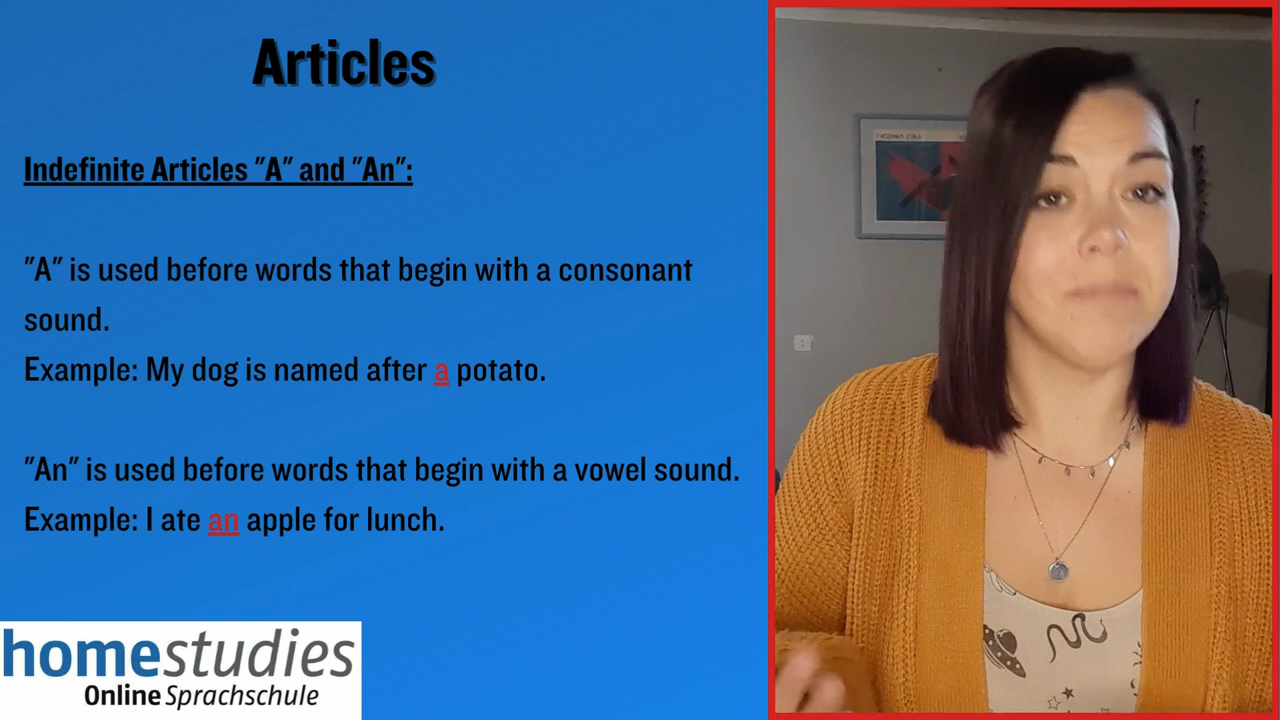 Articles
Indefinite Articles "A" and "An":
"A" is used before words that begin with a consonant
sound.
Example: My dog is named after a potato.
"An" is used before words that begin with a vowel sound.
Example: I ate an apple for lunch.
homestudies
Online Sprachschule